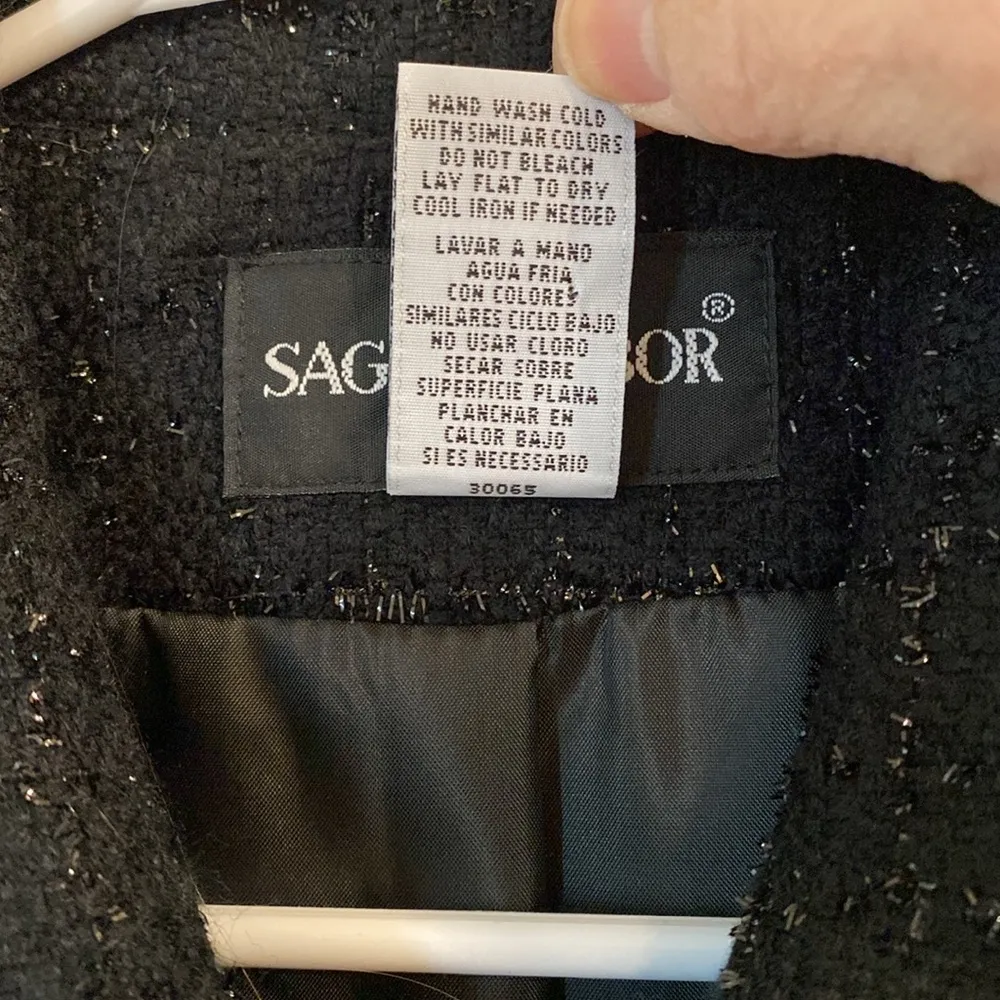 HAND WASH COLD
WITH SIMILAR COLORS
DO NOT BLEACH
LAY FLAT TO DRY
COOL IRON IF NEEDED
LAVAR A MANO
AGUA FRIA
CON COLORES
SIMILARES CICLO BAJO
NO USAR CLORO
SECAR SOBRE
SUPERFICIE PLANA
PLANCHAR EN
CALOR BAJO
SI ES NECESSARIO
30065
SAG BOR®